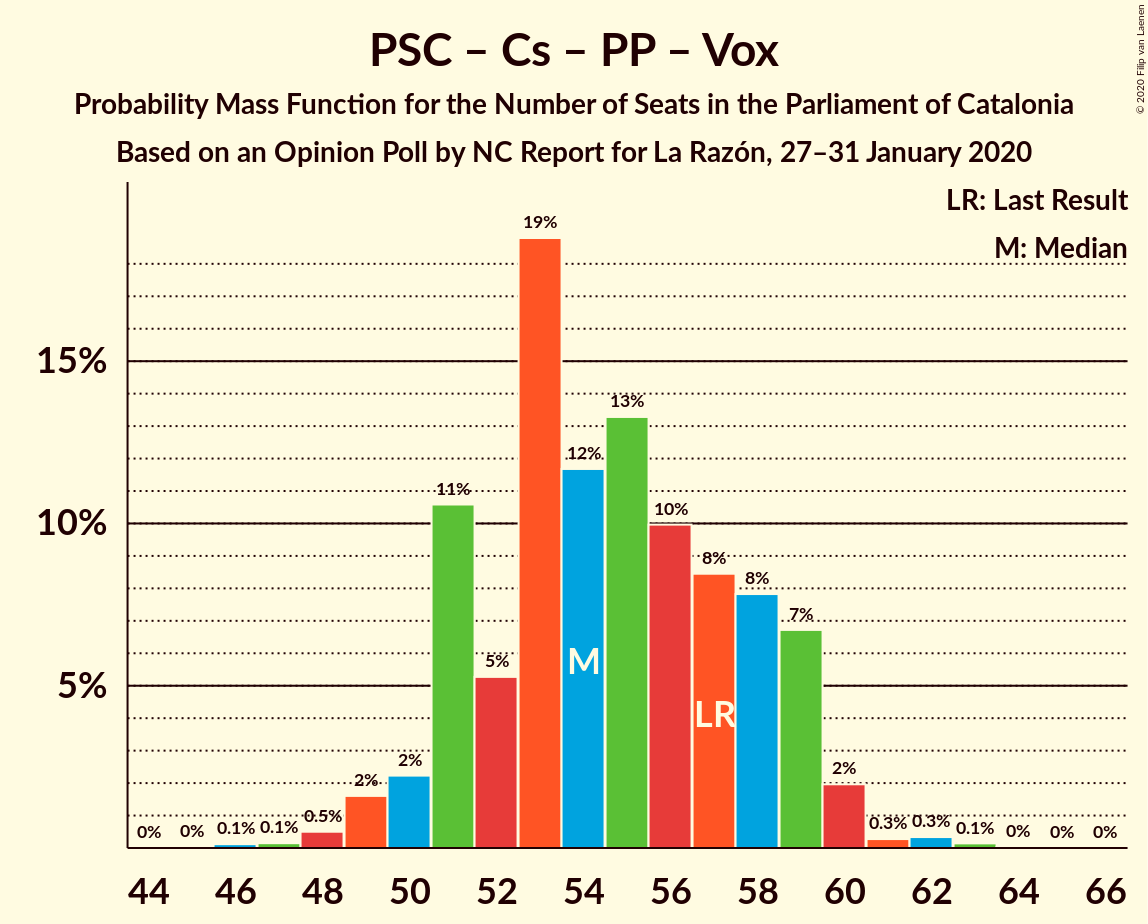 PSC – Cs – PP – Vox
Probability Mass Function for the Number of Seats in the Parliament of Catalonia
Based on an Opinion Poll by NC Report for La Razón, 27–31 January 2020
© 2020 Filip van Laenen
LR: Last Result
M: Median
15%
10%
5%
0%
0%
0.1%
0.1%
0.5%
2%
2%
11%
5%
19%
12%
13%
10%
8%
8%
7%
2%
0.3%
0.3%
0.1%
0%
0%
0%
M
LR
44 46 48 50 52 54 56 58 60 62 64 66